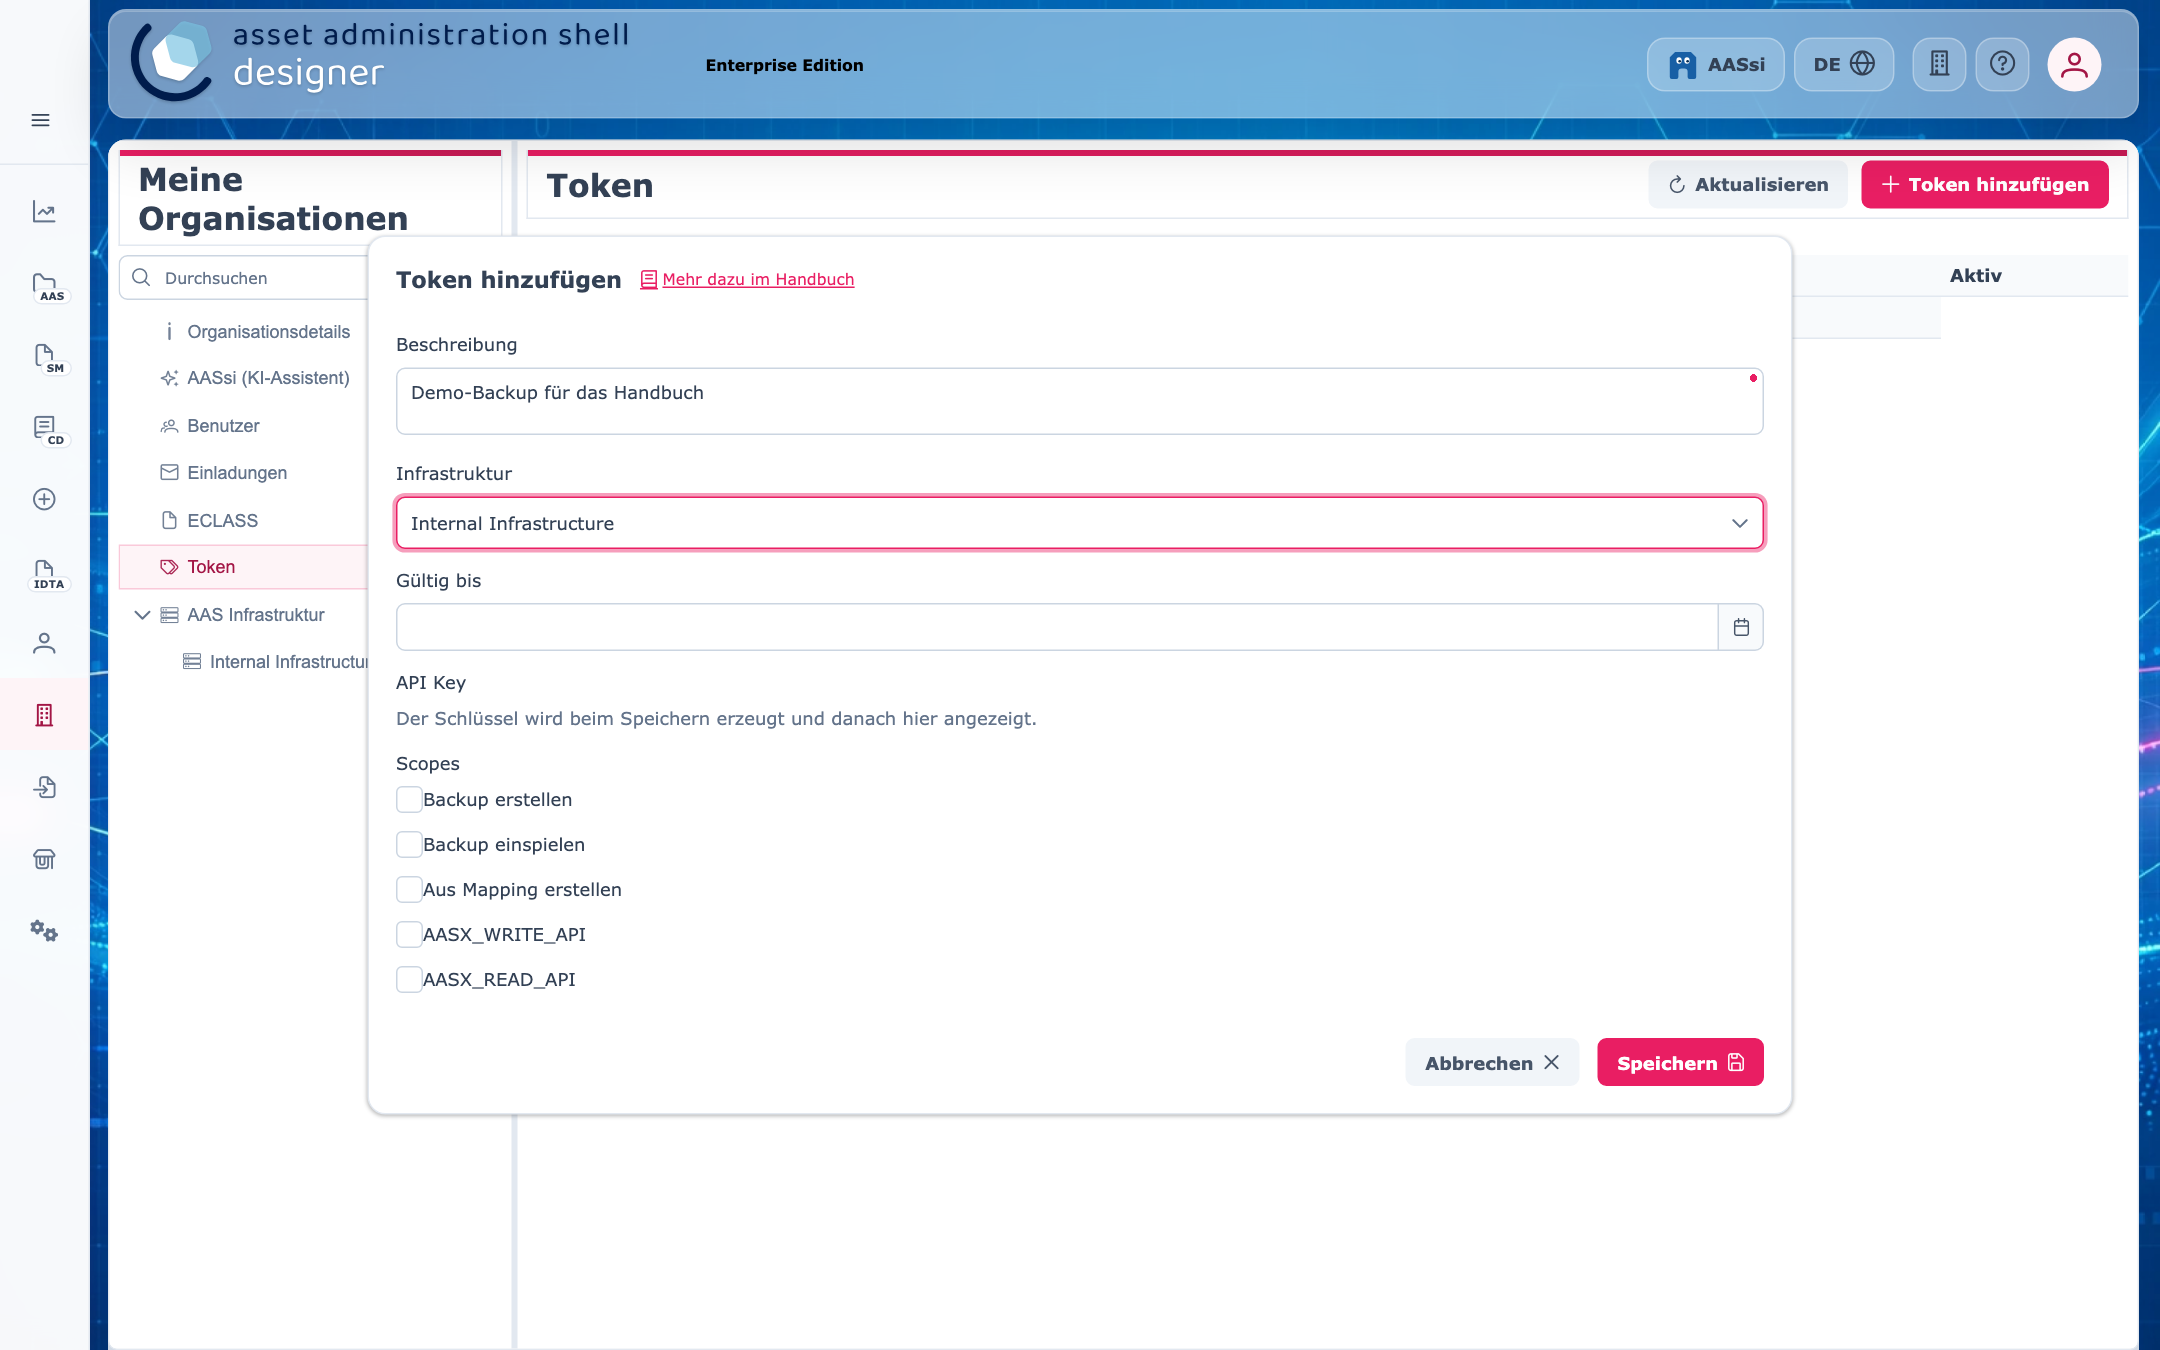 asset administration shell
designer
Enterprise Edition
AASsi
DE
Meine
Organisationen
Token
Aktualisieren
Token hinzufügen
Durchsuchen
Aktiv
AAS
SM
CD
IDTA
Organisationsdetails
AASsi (KI-Assistent)
Benutzer
Einladungen
ECLASS
Token
AAS Infrastruktur
Internal Infrastructur
Token hinzufügen
Mehr dazu im Handbuch
Beschreibung
Demo-Backup für das Handbuch
Infrastruktur
Internal Infrastructure
Gültig bis
API Key
Der Schlüssel wird beim Speichern erzeugt und danach hier angezeigt.
Scopes
Backup erstellen
Backup einspielen
Aus Mapping erstellen
AASX_WRITE_API
AASX_READ_API
Abbrechen
Speichern